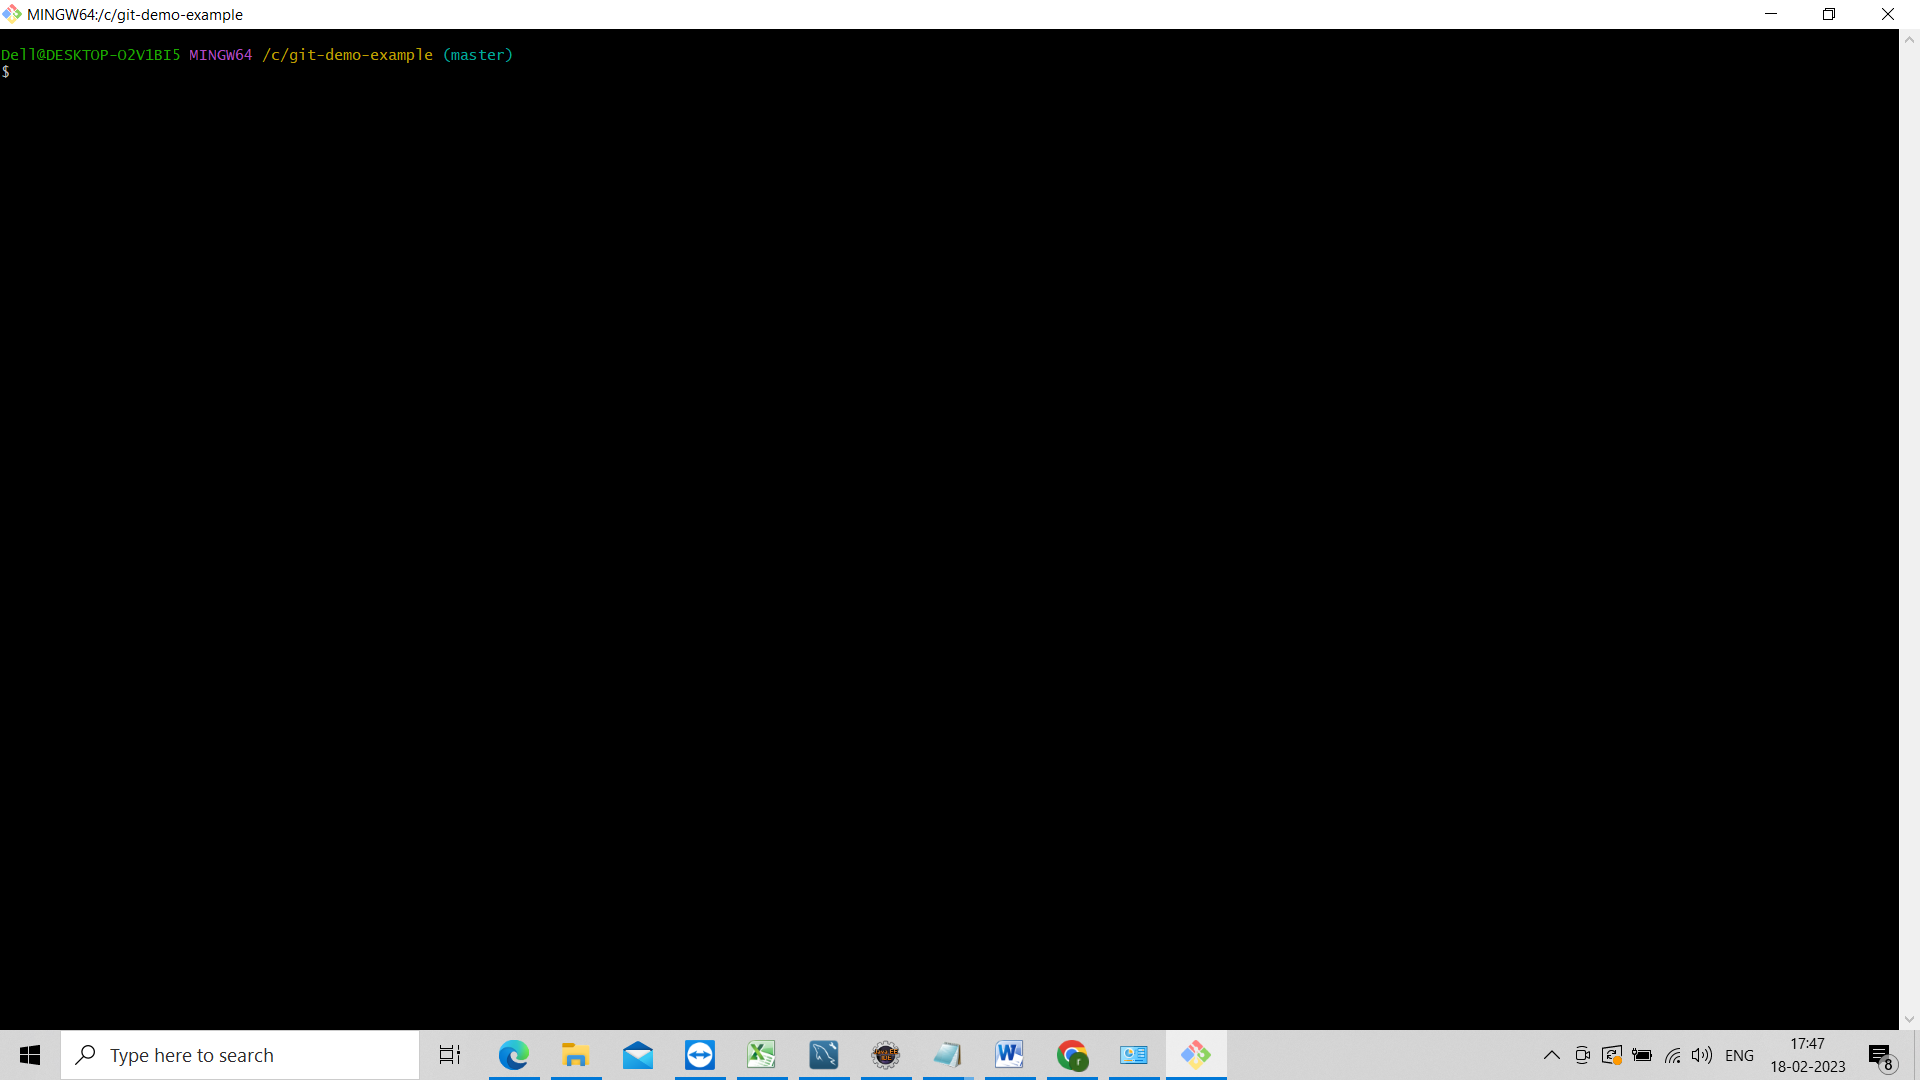 MINGW64:/c/git-demo-example
Dell@DESKTOP-O2V1BI5 MINGW64 /c/git-demo-example (master)
$
Type here to search
ENG
17:47
18-02-2023
8